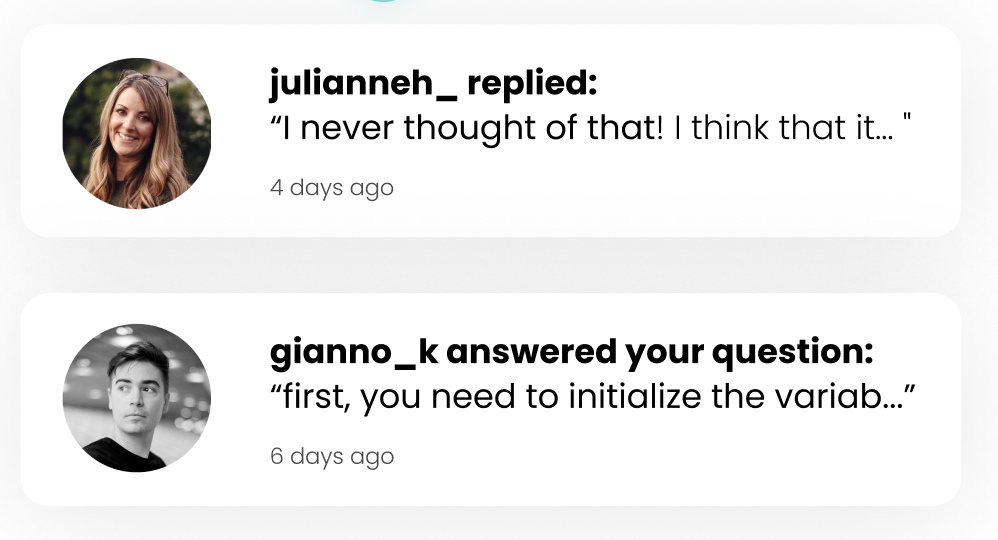 julianneh_ replied:
“I never thought of that! I think that it... "
4 days ago
gianno_k answered your question:
“first, you need to initialize the variab...”
6 days ago